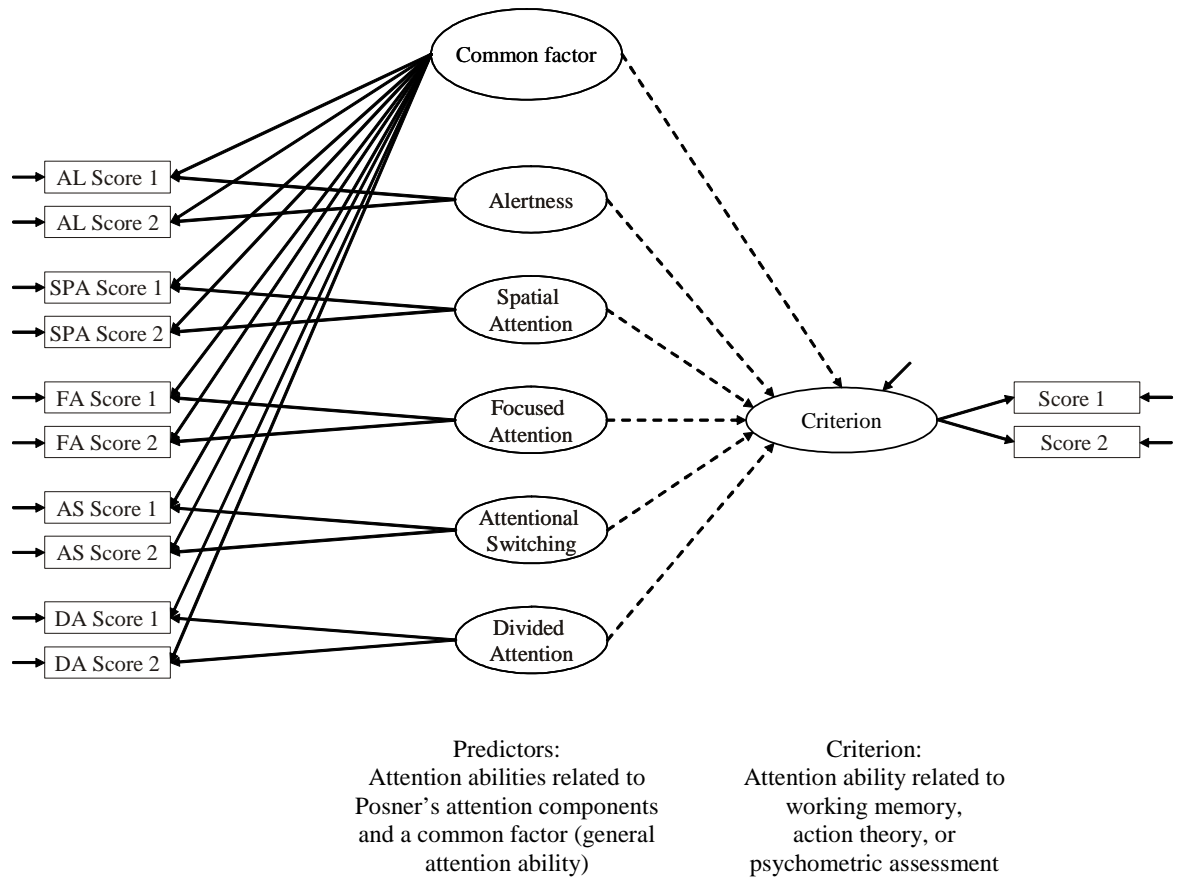 Common factor
AL Score 1
AL Score 2
Alertness
SPA Score 1
SPA Score 2
Spatial
Attention
FA Score 1
FA Score 2
Focused
Attention
AS Score 1
AS Score 2
Attentional
Switching
DA Score 1
DA Score 2
Divided
Attention
Criterion
Score 1
Score 2
Predictors:
Attention abilities related to
Posner’s attention components
and a common factor (general
attention ability)
Criterion:
Attention ability related to
working memory,
action theory, or
psychometric assessment